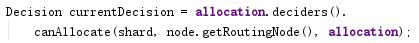 Decision currentDecision = allocation.deciders().
canAllocate(shard, node.getRoutingNode(), allocation);